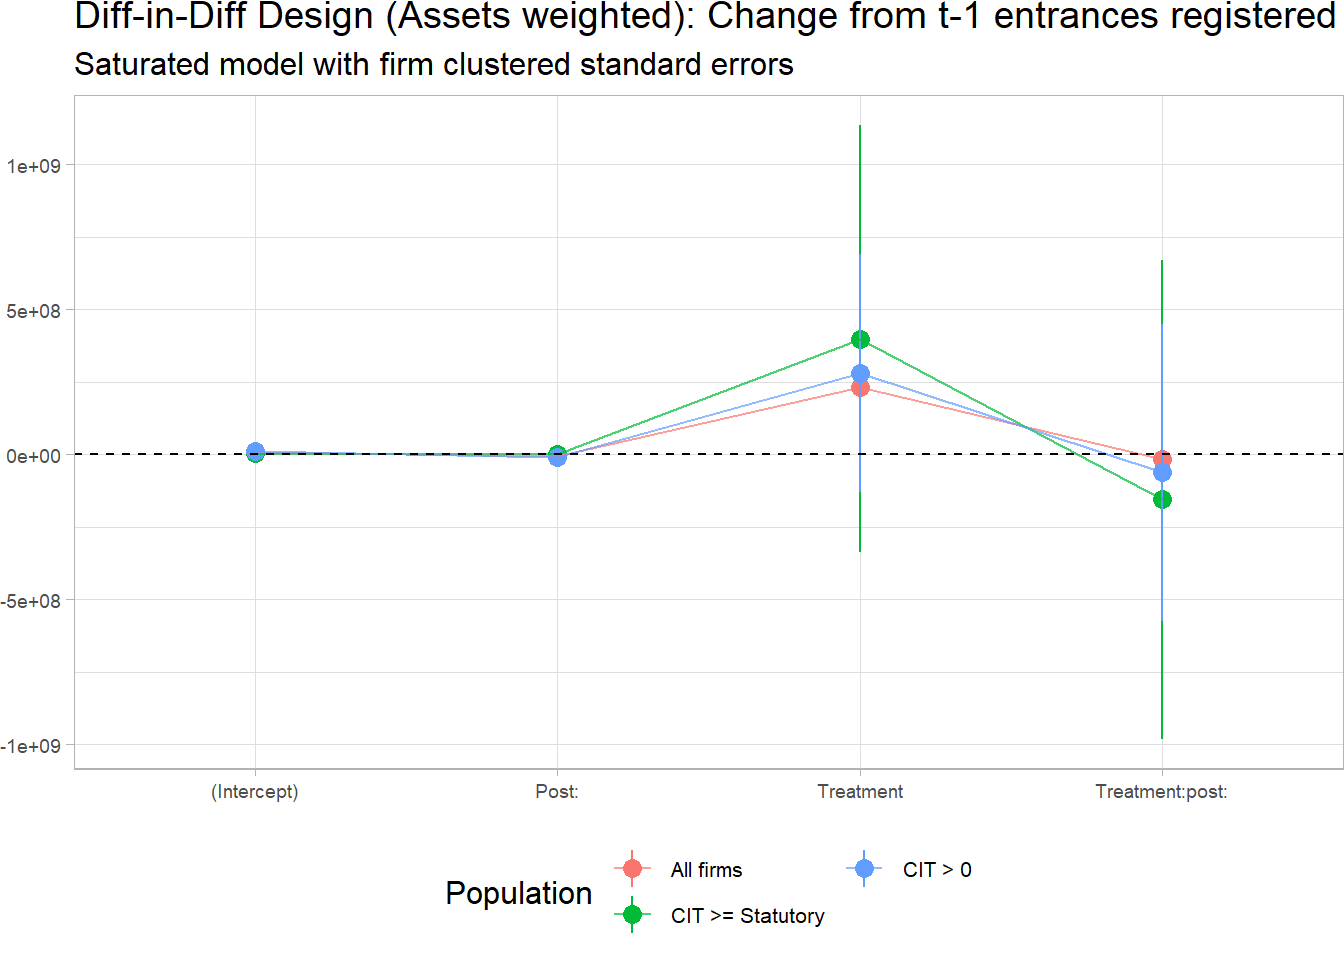 Diff-in-Diff Design (Assets weighted): Change from t-1 entrances registered
Saturated model with firm clustered standard errors
1e+09
5e+08
0e+00
-5e+08
-1e+09
(Intercept)
Post:
Treatment
Treatment:post:
Population
All firms
CIT >= Statutory
CIT > 0